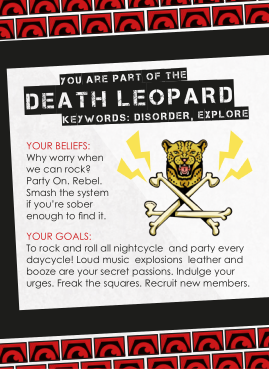 YOU ARE PART OF THE
DEATH LEOPARD
KEYWORDS: DISORDER, EXPLORE
YOUR BELIEFS:
Why worry when
we can rock?
Party On. Rebel.
Smash the system
if you're sober
enough to find it.
YOUR GOALS:
To rock and roll all nightcycle and party every
daycycle! Loud music explosions leather and
booze are your secret passions. Indulge your
urges. Freak the squares. Recruit new members.